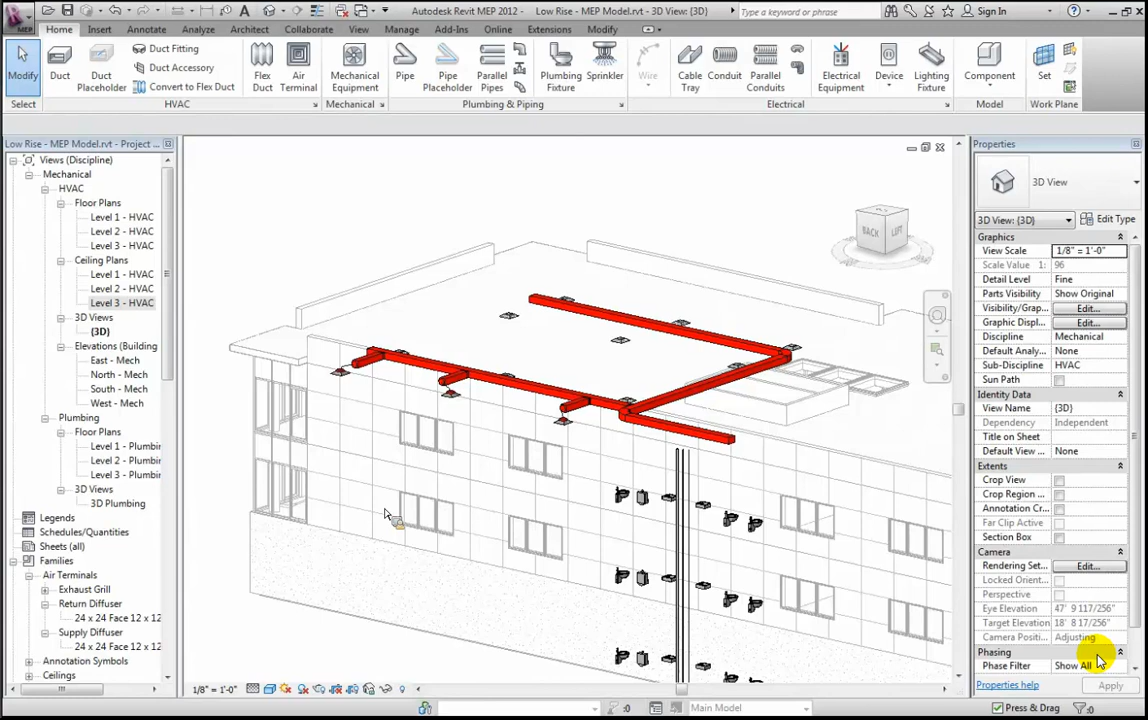 Autodesk Revit MEP 2012 - Low Rise - MEP Model.rvt - 3D View: {3D}
Type a keyword or phrase
Sign In
MEP
Home Insert Annotate Analyze Architect Collaborate View Manage Add-Ins Online Extensions Modify
Modify
Duct
Duct Placeholder
Duct Fitting
Duct Accessory
Convert to Flex Duct
Flex Duct
Air Terminal
Mechanical Equipment
Pipe
Pipe Placeholder
Parallel Pipes
Plumbing Fixture
Sprinkler
Wire
Cable Tray
Conduit
Parallel Conduits
Electrical Equipment
Device
Lighting Fixture
Component
Set
Select HVAC Mechanical Plumbing & Piping Electrical Model Work Plane
Low Rise - MEP Model.rvt - Project ...
Views (Discipline)
Mechanical
HVAC
Floor Plans
Level 1 - HVAC
Level 2 - HVAC
Level 3 - HVAC
Ceiling Plans
Level 1 - HVAC
Level 2 - HVAC
Level 3 - HVAC
3D Views
{3D}
Elevations (Building
East - Mech
North - Mech
South - Mech
West - Mech
Plumbing
Floor Plans
Level 1 - Plumbin
Level 2 - Plumbin
Level 3 - Plumbin
3D Views
3D Plumbing
Legends
Schedules/Quantities
Sheets (all)
Families
Air Terminals
Exhaust Grill
Return Diffuser
24 x 24 Face 12 x 12
Supply Diffuser
24 x 24 Face 12 x 12
Annotation Symbols
Ceilings
BACK LEFT
Properties
3D View
3D View: {3D} Edit Type
Graphics
View Scale 1/8" = 1'-0"
Scale Value 1: 96
Detail Level Fine
Parts Visibility Show Original
Visibility/Grap... Edit...
Graphic Displ... Edit...
Discipline Mechanical
Default Analy... None
Sub-Discipline HVAC
Sun Path
Identity Data
View Name {3D}
Dependency Independent
Title on Sheet
Default View ... None
Extents
Crop View
Crop Region ...
Annotation Cr...
Far Clip Active
Section Box
Camera
Rendering Set... Edit...
Locked Orient...
Perspective
Eye Elevation 47' 9 117/256"
Target Elevation 18' 8 17/256"
Camera Positi... Adjusting
Phasing
Phase Filter Show All
Properties help Apply
1/8" = 1'-0"
:0
Main Model
Press & Drag
:0